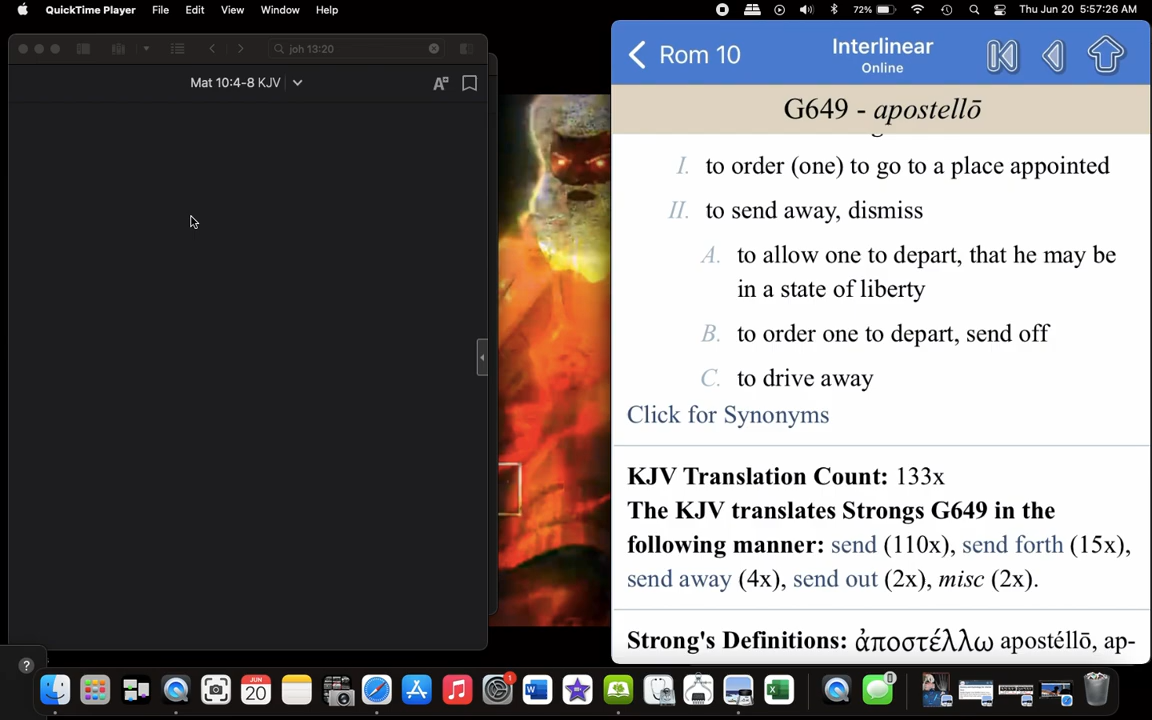 QuickTime Player File Edit View Window Help 72% Thu Jun 20 5:57:26 AM
joh 13:20
Mat 10:4-8 KJV
Rom 10
Interlinear
Online
G649 - apostellō
I. to order (one) to go to a place appointed
II. to send away, dismiss
A. to allow one to depart, that he may be
in a state of liberty
B. to order one to depart, send off
C. to drive away
Click for Synonyms
KJV Translation Count: 133x
The KJV translates Strongs G649 in the
following manner: send (110x), send forth (15x),
send away (4x), send out (2x), misc (2x).
Strong's Definitions: ἀποστέλλω apostéllō, ap-
?
JUN
20
1